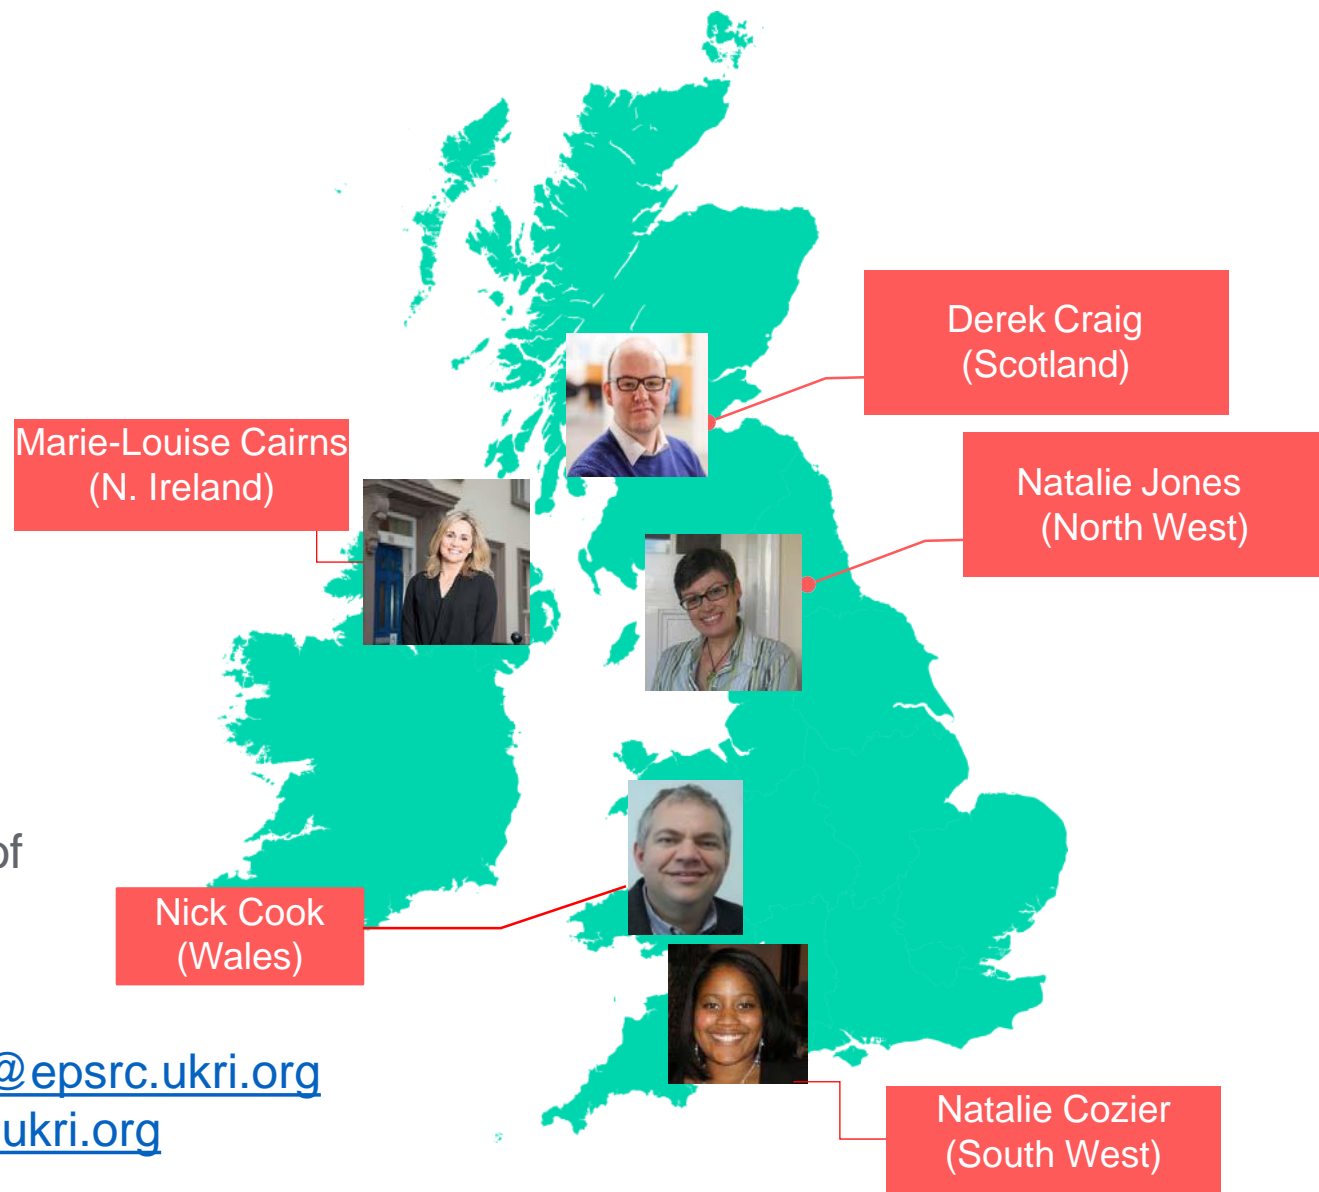 Derek Craig
(Scotland)
Marie-Louise Cairns
(N. Ireland)
Natalie Jones
(North West)
of
Nick Cook
(Wales)
@epsrc.ukri.org
ukri.org
Natalie Cozier
(South West)